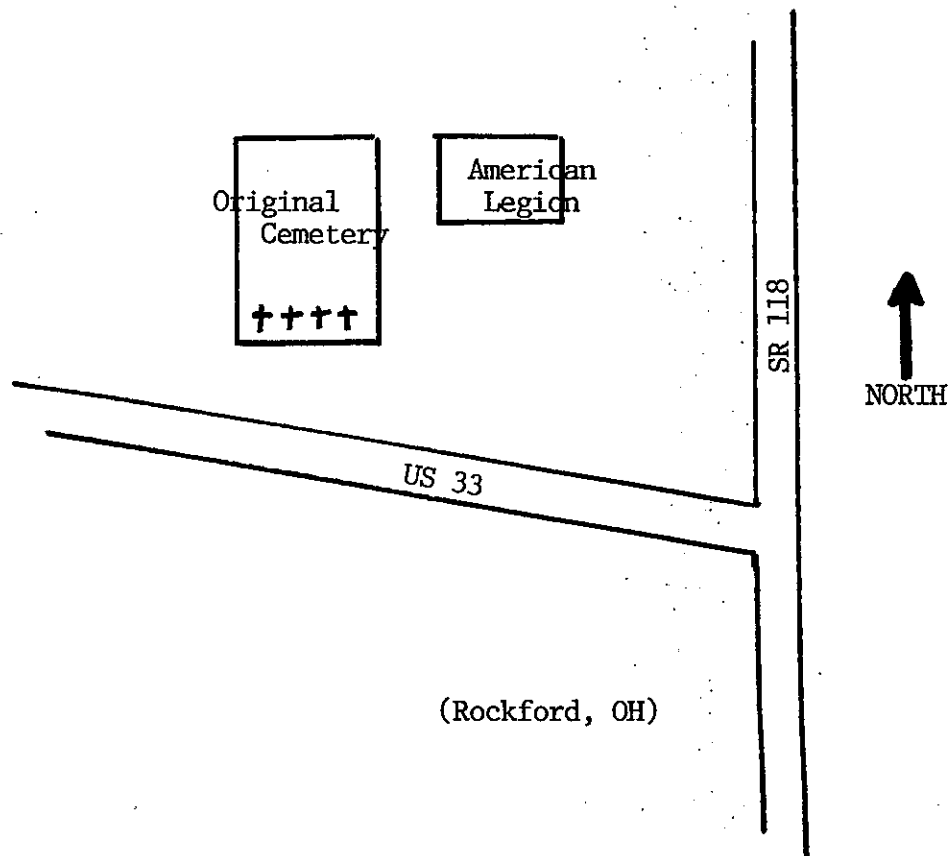 American
Legion
Original
Cemetery
SR 118
NORTH
US 33
(Rockford, OH)